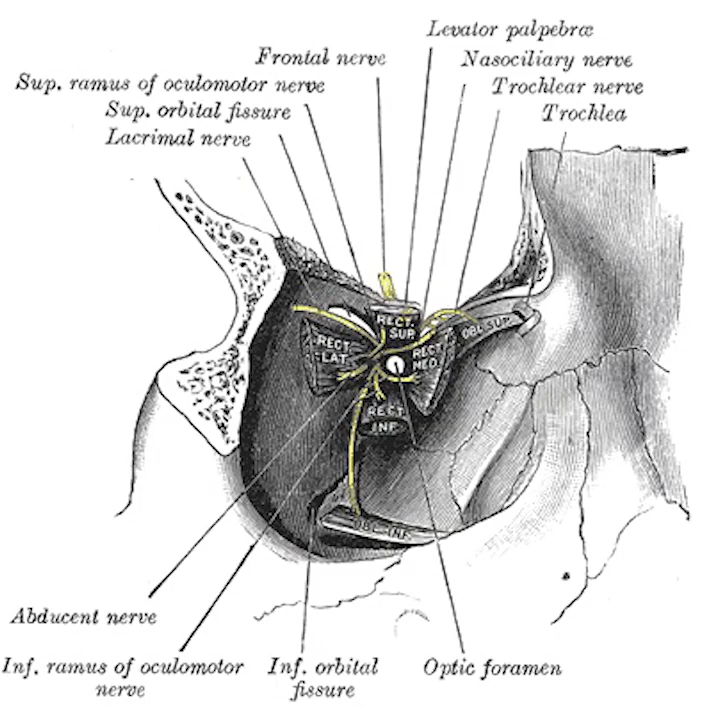 Levator palpebræ
Frontal nerve
Nasociliary nerve
Sup. ramus of oculomotor nerve
Trochlear nerve
Sup. orbital fissure
Trochlea
Lacrimal nerve
RECT.
SUP.
OBL. SUP.
RECT.
LAT.
RECT.
MED.
RECT.
INF.
OBL. INF.
Abducent nerve
Inf. ramus of oculomotor
nerve
Inf. orbital
fissure
Optic foramen